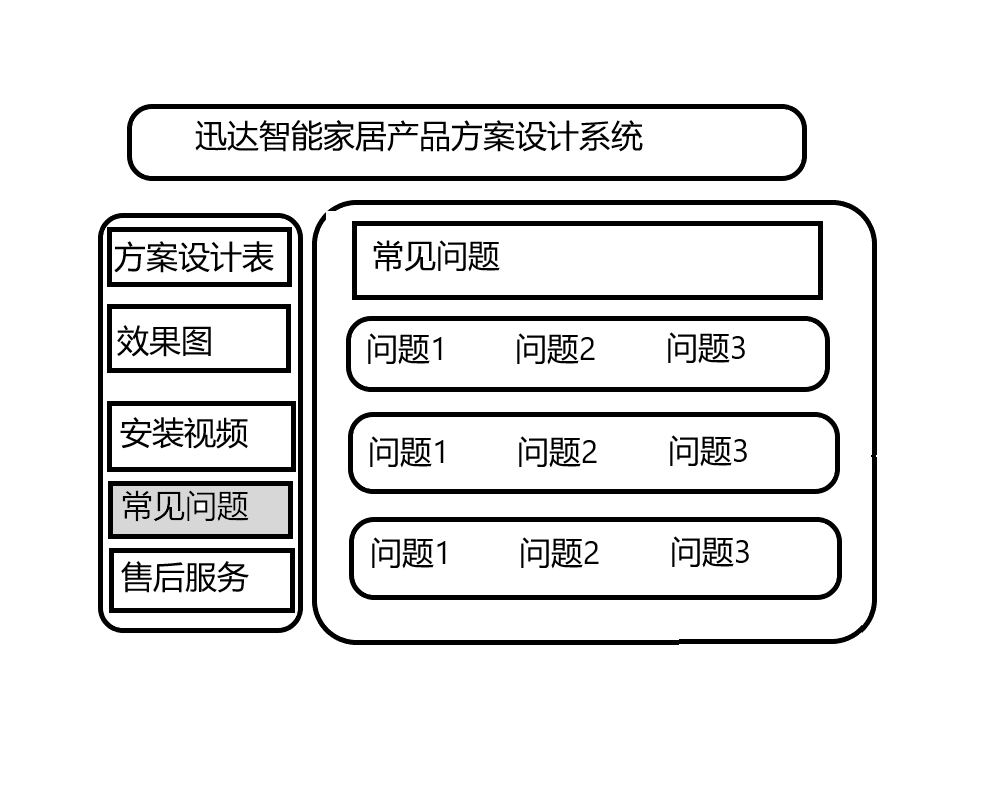 迅达智能家居产品方案设计系统
方案设计表
效果图
安装视频
常见问题
售后服务
常见问题
问题1 问题2 问题3
问题1 问题2 问题3
问题1 问题2 问题3